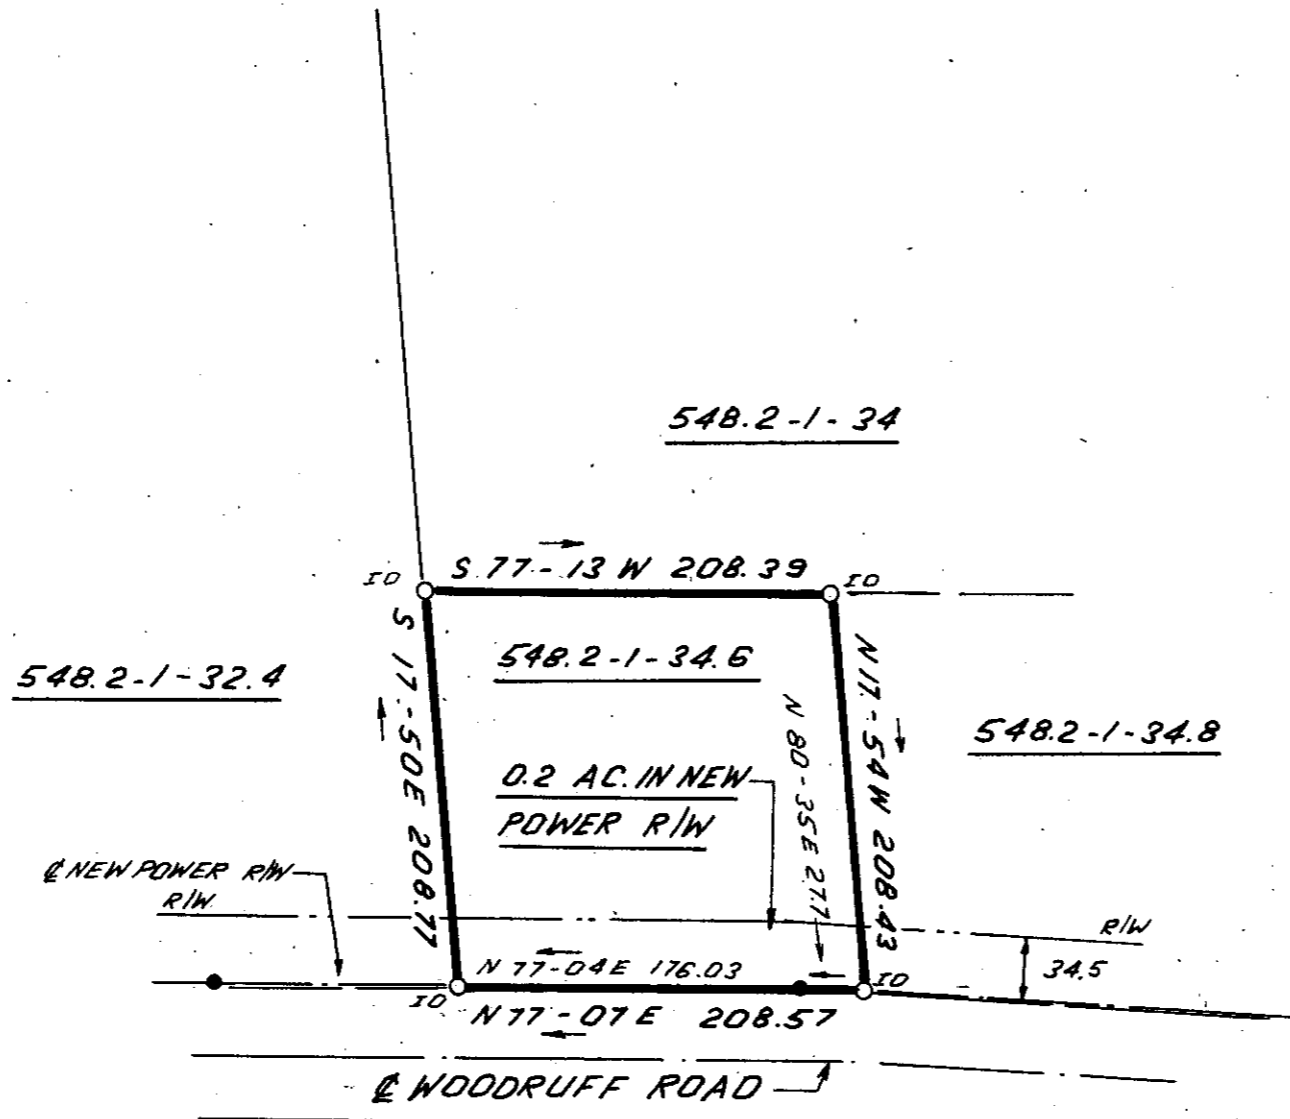 548.2-1-34
S 77-13 W 208.39
IO
IO
S 17-50E 208.77
548.2-1-34.6
N 17-54W 208.43
548.2-1-32.4
N 80-35E 27.7
548.2-1-34.8
0.2 AC. IN NEW
POWER R/W
℄ NEW POWER R/W
R/W
R/W
34.5
N 77-04E 176.03
IO
IO
N 77-07 E 208.57
℄ WOODRUFF ROAD